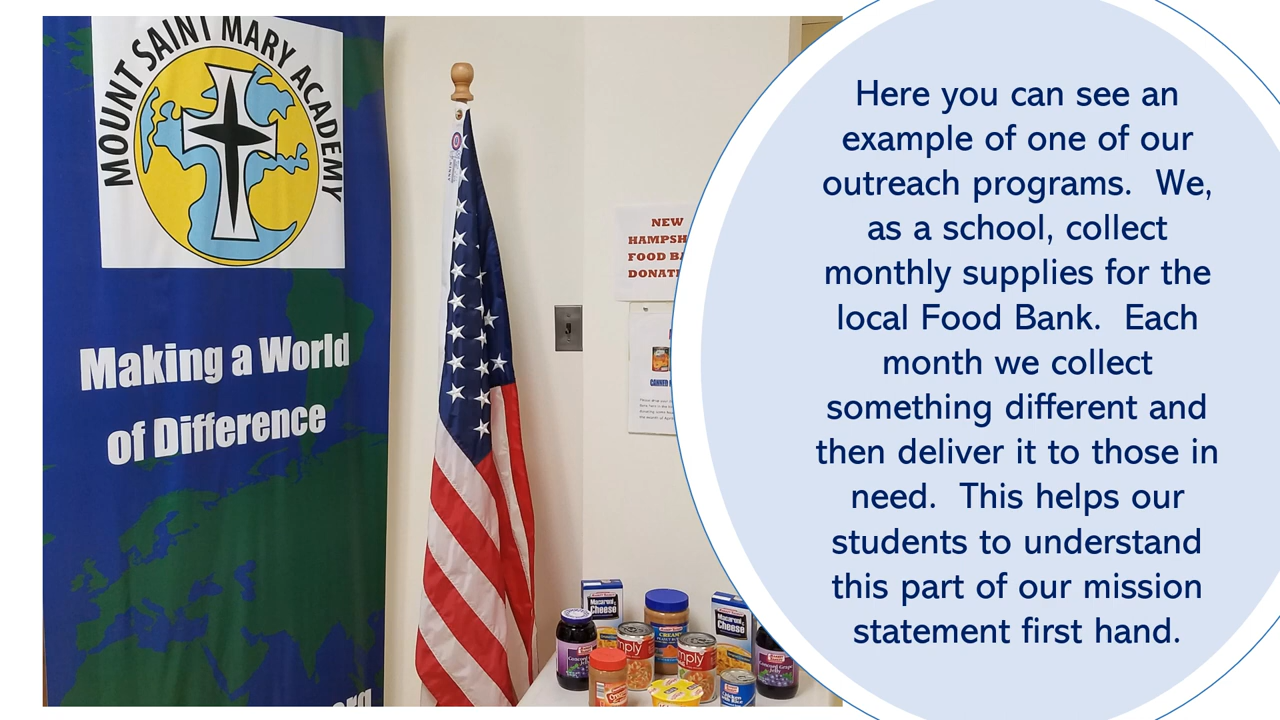 MOUNT SAINT MARY ACADEMY
Making a World
of Difference
NEW
FOOD
Macaroni &
Cheese
Macaroni &
Cheese
Here you can see an
example of one of our
outreach programs. We,
as a school, collect
monthly supplies for the
local Food Bank. Each
month we collect
something different and
then deliver it to those in
need. This helps our
students to understand
this part of our mission
statement first hand.